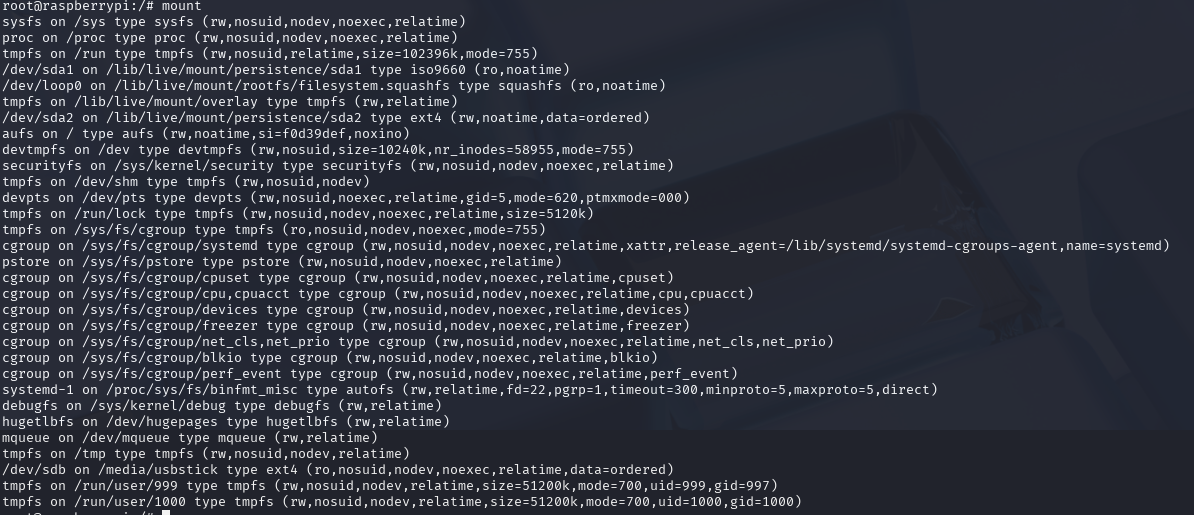 root@raspberrypi:/# mount
sysfs on /sys type sysfs (rw,nosuid,nodev,noexec,relatime)
proc on /proc type proc (rw,nosuid,nodev,noexec,relatime)
tmpfs on /run type tmpfs (rw,nosuid,relatime,size=102396k,mode=755)
/dev/sda1 on /lib/live/mount/persistence/sda1 type iso9660 (ro,noatime)
/dev/loop0 on /lib/live/mount/rootfs/filesystem.squashfs type squashfs (ro,noatime)
tmpfs on /lib/live/mount/overlay type tmpfs (rw,relatime)
/dev/sda2 on /lib/live/mount/persistence/sda2 type ext4 (rw,noatime,data=ordered)
aufs on / type aufs (rw,noatime,si=f0d39def,noxino)
devtmpfs on /dev type devtmpfs (rw,nosuid,size=10240k,nr_inodes=58955,mode=755)
securityfs on /sys/kernel/security type securityfs (rw,nosuid,nodev,noexec,relatime)
tmpfs on /dev/shm type tmpfs (rw,nosuid,nodev)
devpts on /dev/pts type devpts (rw,nosuid,noexec,relatime,gid=5,mode=620,ptmxmode=000)
tmpfs on /run/lock type tmpfs (rw,nosuid,nodev,noexec,relatime,size=5120k)
tmpfs on /sys/fs/cgroup type tmpfs (ro,nosuid,nodev,noexec,mode=755)
cgroup on /sys/fs/cgroup/systemd type cgroup (rw,nosuid,nodev,noexec,relatime,xattr,release_agent=/lib/systemd/systemd-cgroups-agent,name=systemd)
pstore on /sys/fs/pstore type pstore (rw,nosuid,nodev,noexec,relatime)
cgroup on /sys/fs/cgroup/cpuset type cgroup (rw,nosuid,nodev,noexec,relatime,cpuset)
cgroup on /sys/fs/cgroup/cpu,cpuacct type cgroup (rw,nosuid,nodev,noexec,relatime,cpu,cpuacct)
cgroup on /sys/fs/cgroup/devices type cgroup (rw,nosuid,nodev,noexec,relatime,devices)
cgroup on /sys/fs/cgroup/freezer type cgroup (rw,nosuid,nodev,noexec,relatime,freezer)
cgroup on /sys/fs/cgroup/net_cls,net_prio type cgroup (rw,nosuid,nodev,noexec,relatime,net_cls,net_prio)
cgroup on /sys/fs/cgroup/blkio type cgroup (rw,nosuid,nodev,noexec,relatime,blkio)
cgroup on /sys/fs/cgroup/perf_event type cgroup (rw,nosuid,nodev,noexec,relatime,perf_event)
systemd-1 on /proc/sys/fs/binfmt_misc type autofs (rw,relatime,fd=22,pgrp=1,timeout=300,minproto=5,maxproto=5,direct)
debugfs on /sys/kernel/debug type debugfs (rw,relatime)
hugetlbfs on /dev/hugepages type hugetlbfs (rw,relatime)
mqueue on /dev/mqueue type mqueue (rw,relatime)
tmpfs on /tmp type tmpfs (rw,nosuid,nodev,relatime)
/dev/sdb on /media/usbstick type ext4 (ro,nosuid,nodev,noexec,relatime,data=ordered)
tmpfs on /run/user/999 type tmpfs (rw,nosuid,nodev,relatime,size=51200k,mode=700,uid=999,gid=997)
tmpfs on /run/user/1000 type tmpfs (rw,nosuid,nodev,relatime,size=51200k,mode=700,uid=1000,gid=1000)
root@raspberrypi:/#